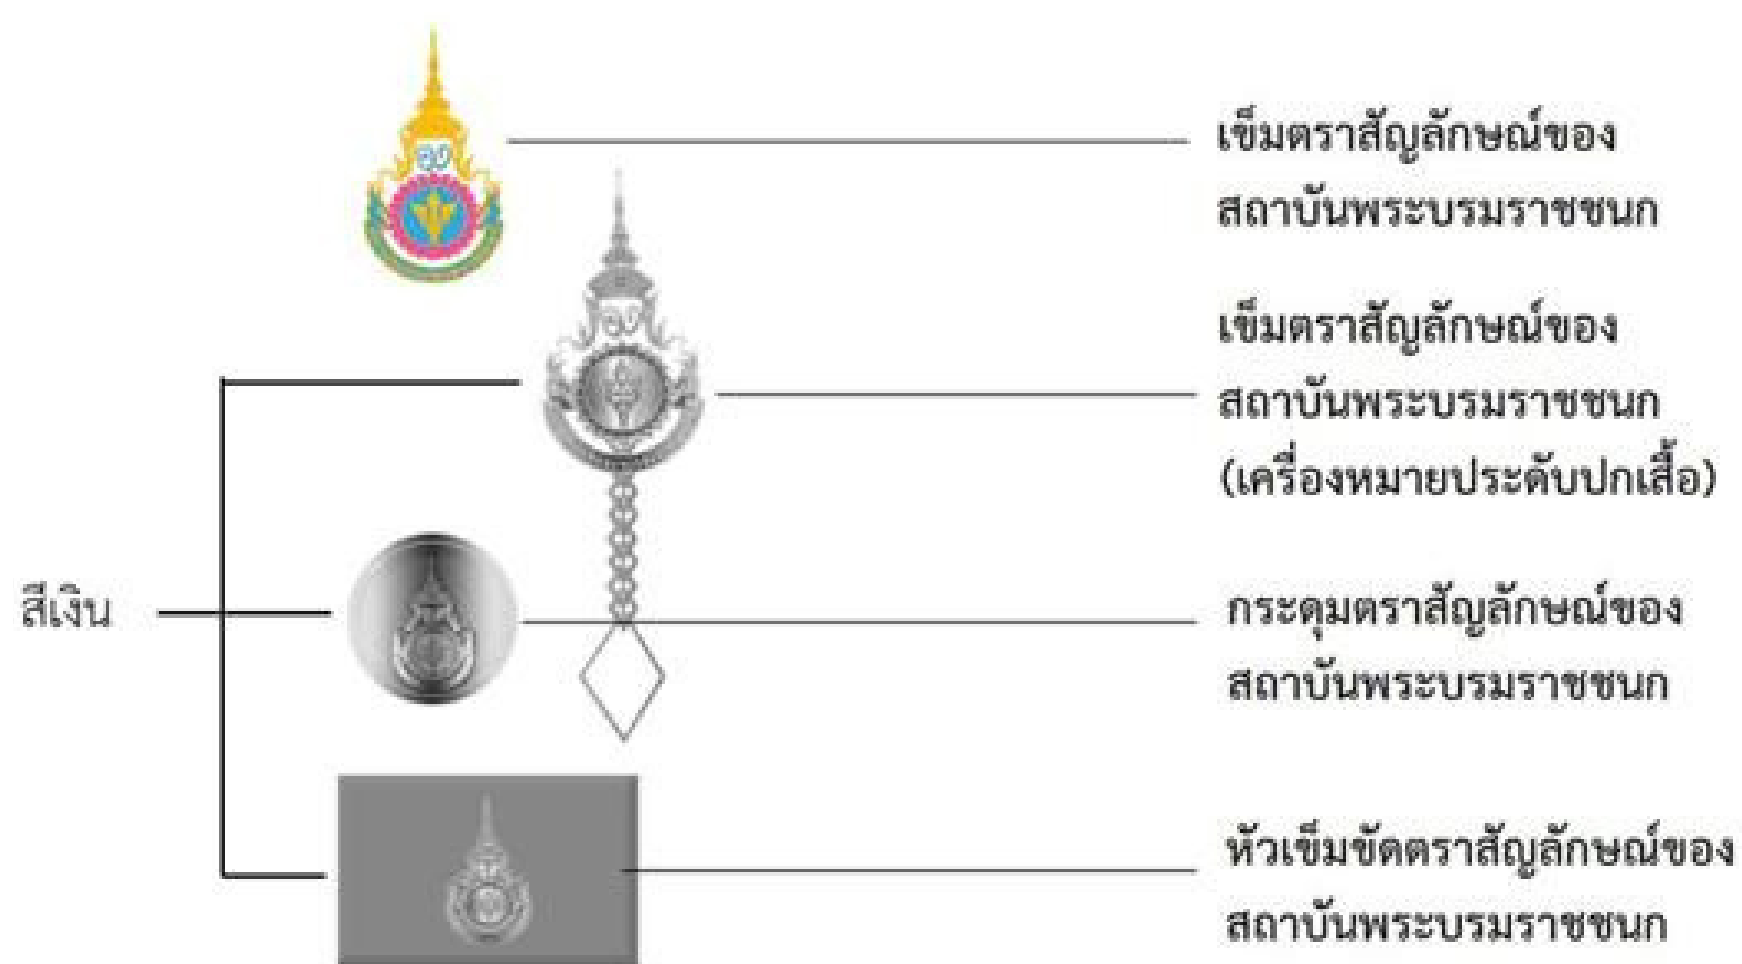 เข็มตราสัญลักษณ์ของ
สถาบันพระบรมราชชนก
เข็มตราสัญลักษณ์ของ
สถาบันพระบรมราชชนก
(เครื่องหมายประดับปกเสื้อ)
สีเงิน
กระดุมตราสัญลักษณ์ของ
สถาบันพระบรมราชชนก
หัวเข็มขัดตราสัญลักษณ์ของ
สถาบันพระบรมราชชนก